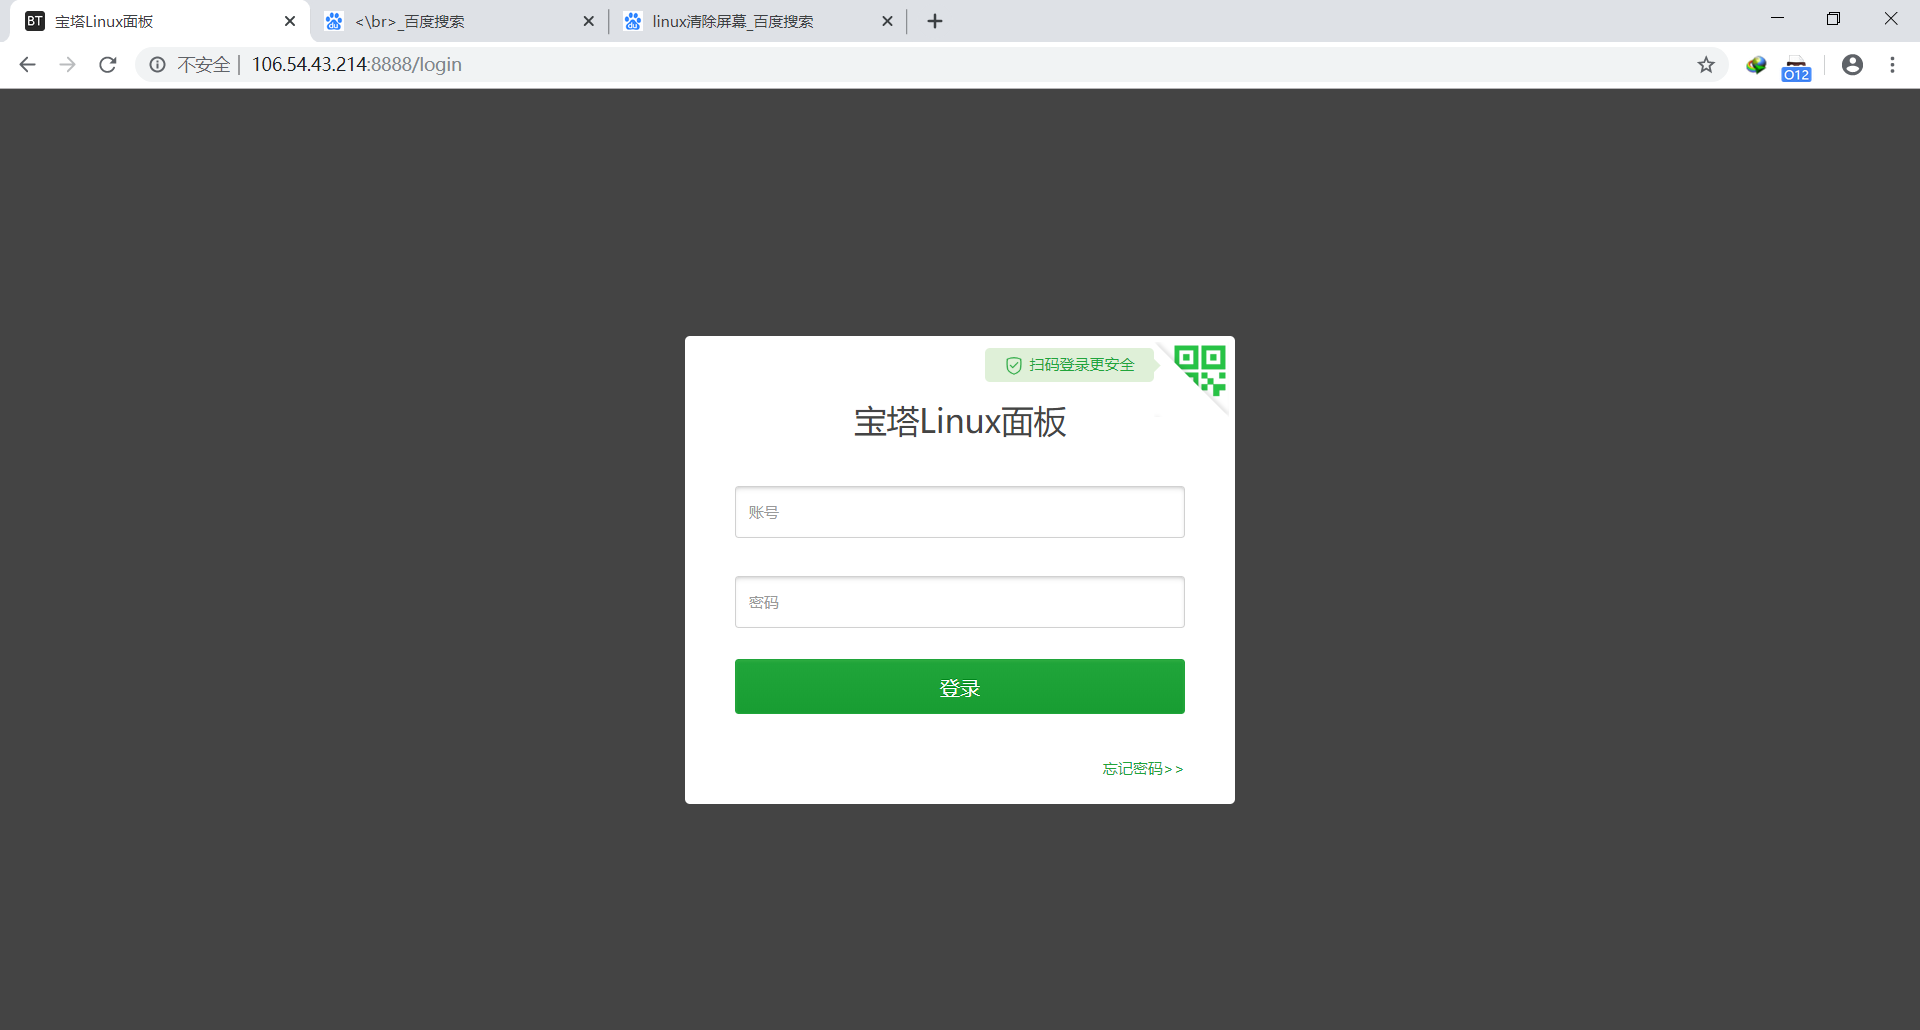 BT 宝塔Linux面板
<\br>_百度搜索
linux清除屏幕_百度搜索
不安全 | 106.54.43.214:8888/login
O12
扫码登录更安全
宝塔Linux面板
账号
密码
登录
忘记密码>>